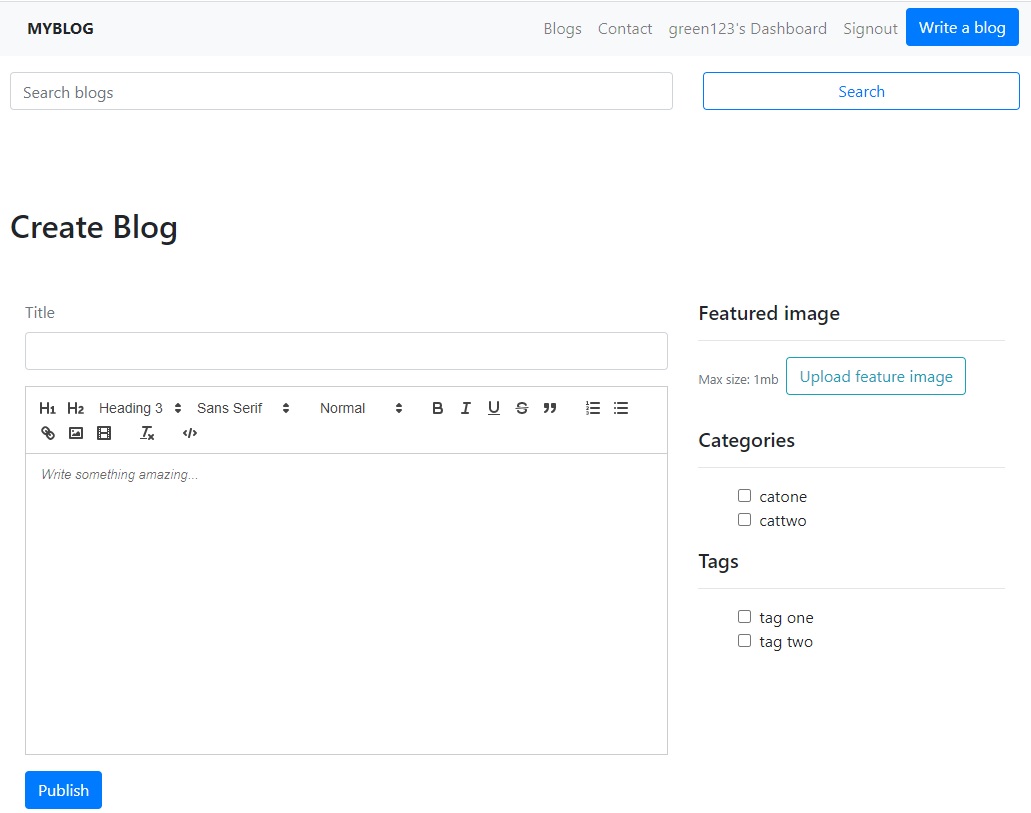 MYBLOG Blogs Contact green123's Dashboard Signout Write a blog
Search blogs Search
Create Blog
Title
H1 H2 Heading 3 Sans Serif Normal B I U S
Tx </>
Write something amazing...
Publish
Featured image
Max size: 1mb Upload feature image
Categories
catone
cattwo
Tags
tag one
tag two